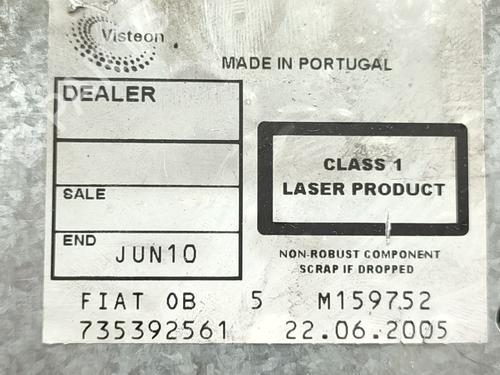 Visteon
MADE IN PORTUGAL
DEALER
SALE
END JUN10
CLASS 1
LASER PRODUCT
NON-ROBUST COMPONENT
SCRAP IF DROPPED
FIAT OB 5 M159752
735392561 22.06.2005